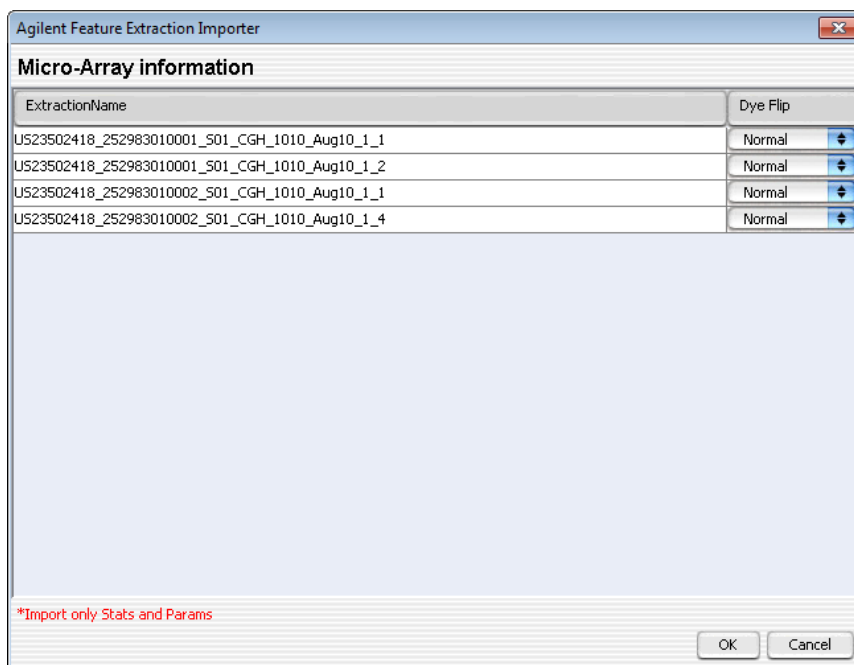 Agilent Feature Extraction Importer
Micro-Array information
ExtractionName Dye Flip
US23502418_252983010001_S01_CGH_1010_Aug10_1_1 Normal
US23502418_252983010001_S01_CGH_1010_Aug10_1_2 Normal
US23502418_252983010002_S01_CGH_1010_Aug10_1_1 Normal
US23502418_252983010002_S01_CGH_1010_Aug10_1_4 Normal
*Import only Stats and Params
OK Cancel